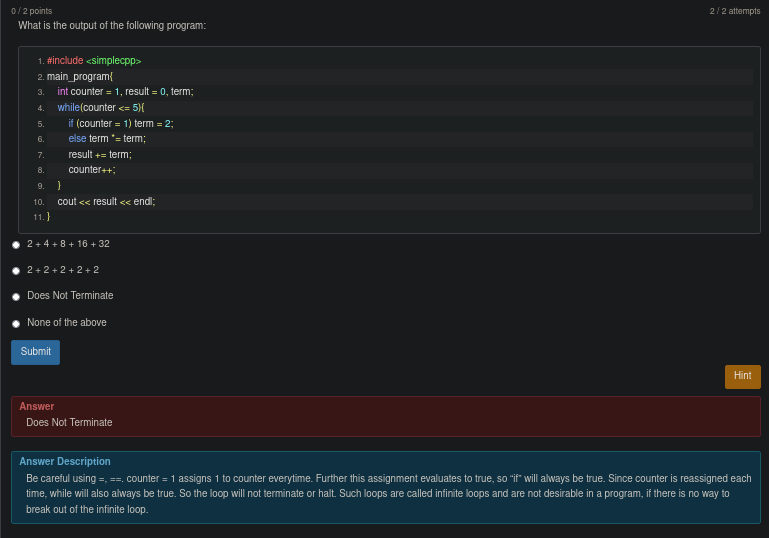 0 / 2 points
2 / 2 attempts
What is the output of the following program:
1. #include <simplecpp>
2. main_program{
3. int counter = 1, result = 0, term;
4. while(counter <= 5){
5. if (counter = 1) term = 2;
6. else term *= term;
7. result += term;
8. counter++;
9. }
10. cout << result << endl;
11. }
2 + 4 + 8 + 16 + 32
2 + 2 + 2 + 2 + 2
Does Not Terminate
None of the above
Submit
Hint
Answer
Does Not Terminate
Answer Description
Be careful using =, ==. counter = 1 assigns 1 to counter everytime. Further this assignment evaluates to true, so "if" will always be true. Since counter is reassigned each
time, while will also always be true. So the loop will not terminate or halt. Such loops are called infinite loops and are not desirable in a program, if there is no way to
break out of the infinite loop.